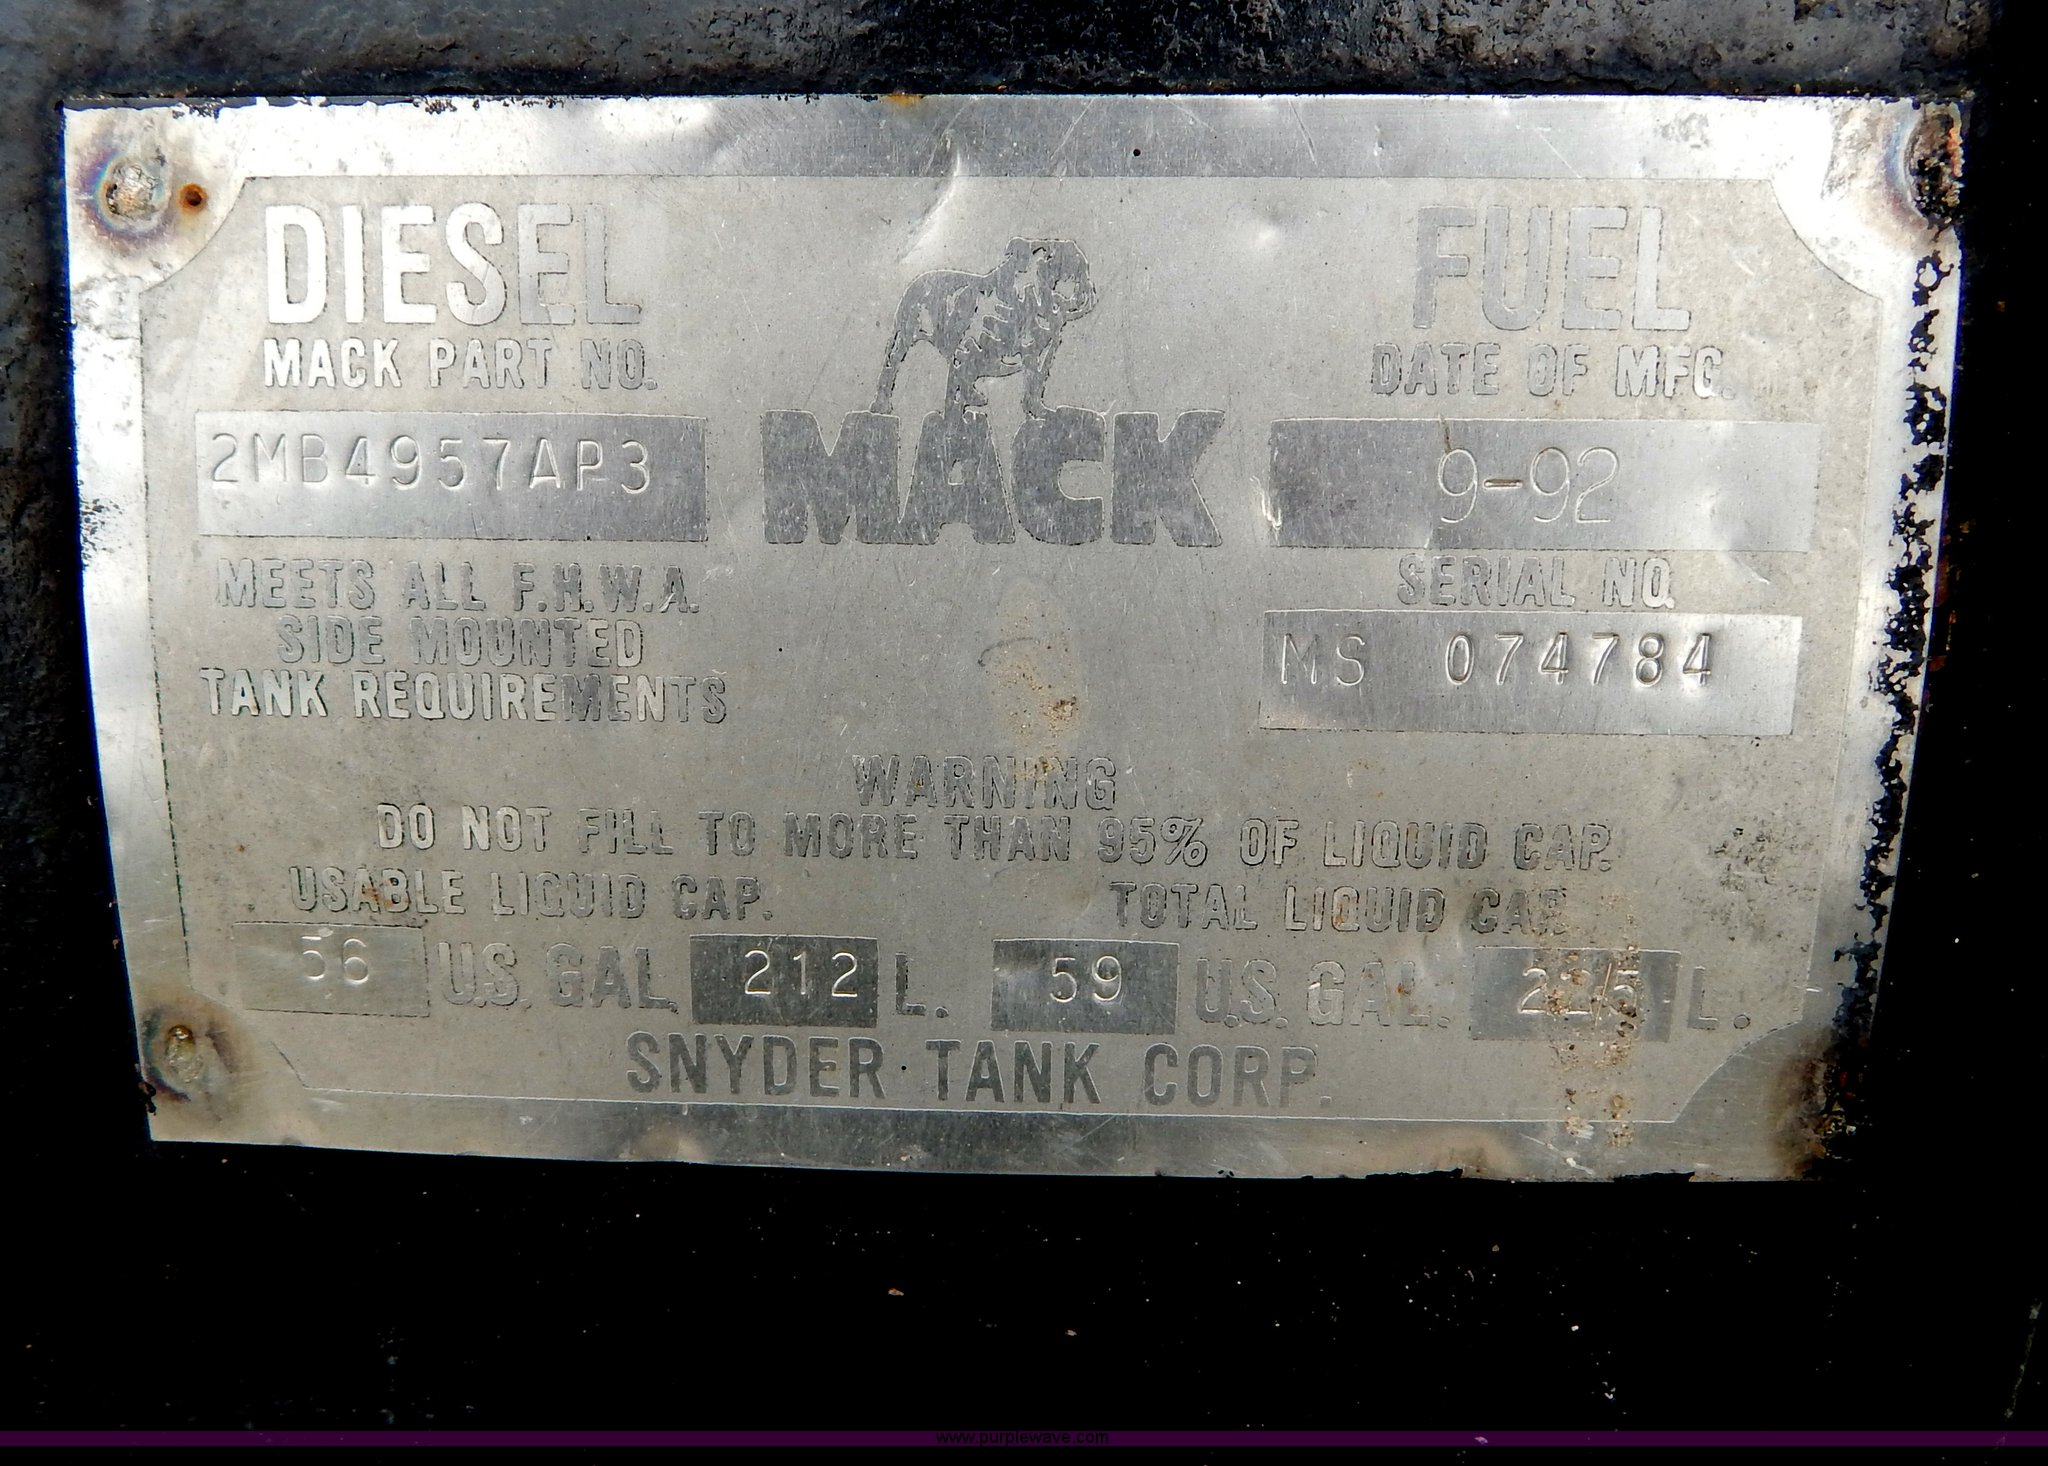 DIESEL FUEL
MACK PART NO. DATE OF MFG.
2MB4957AP3 MACK 9-92
MEETS ALL F.H.W.A. SERIAL NO.
SIDE MOUNTED MS 074784
TANK REQUIREMENTS
WARNING
DO NOT FILL TO MORE THAN 95% OF LIQUID CAP.
USABLE LIQUID CAP. TOTAL LIQUID CAP.
56 U.S. GAL. 212 L. 59 U.S. GAL. 225 L.
SNYDER TANK CORP.
www.purplewave.com